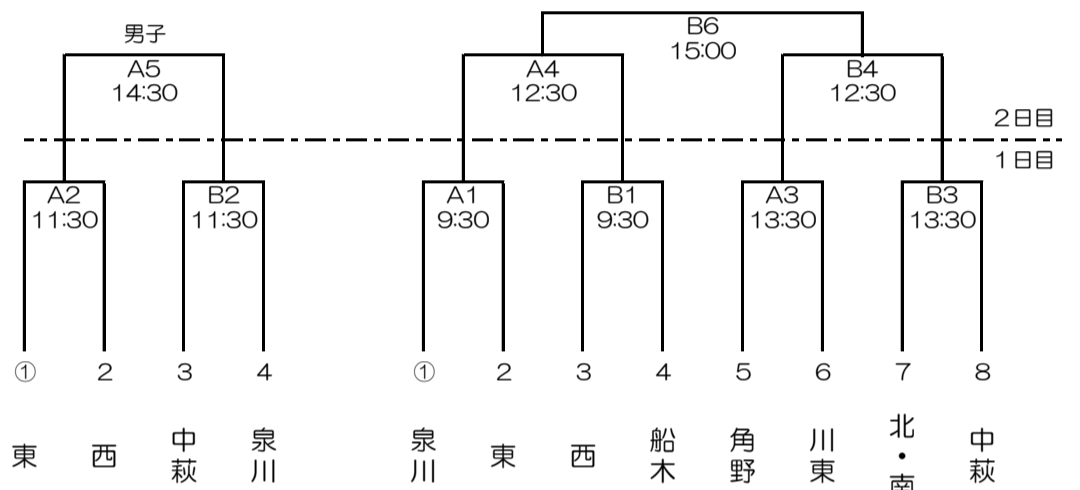 男子
B6
15:00
A5
14:30
A4
12:30
B4
12:30
2日目
1日目
A2
11:30
B2
11:30
A1
9:30
B1
9:30
A3
13:30
B3
13:30
① 2 3 4 ① 2 3 4 5 6 7 8
東
西
中萩
泉川
泉川
東
西
船木
角野
川東
北・南
中萩